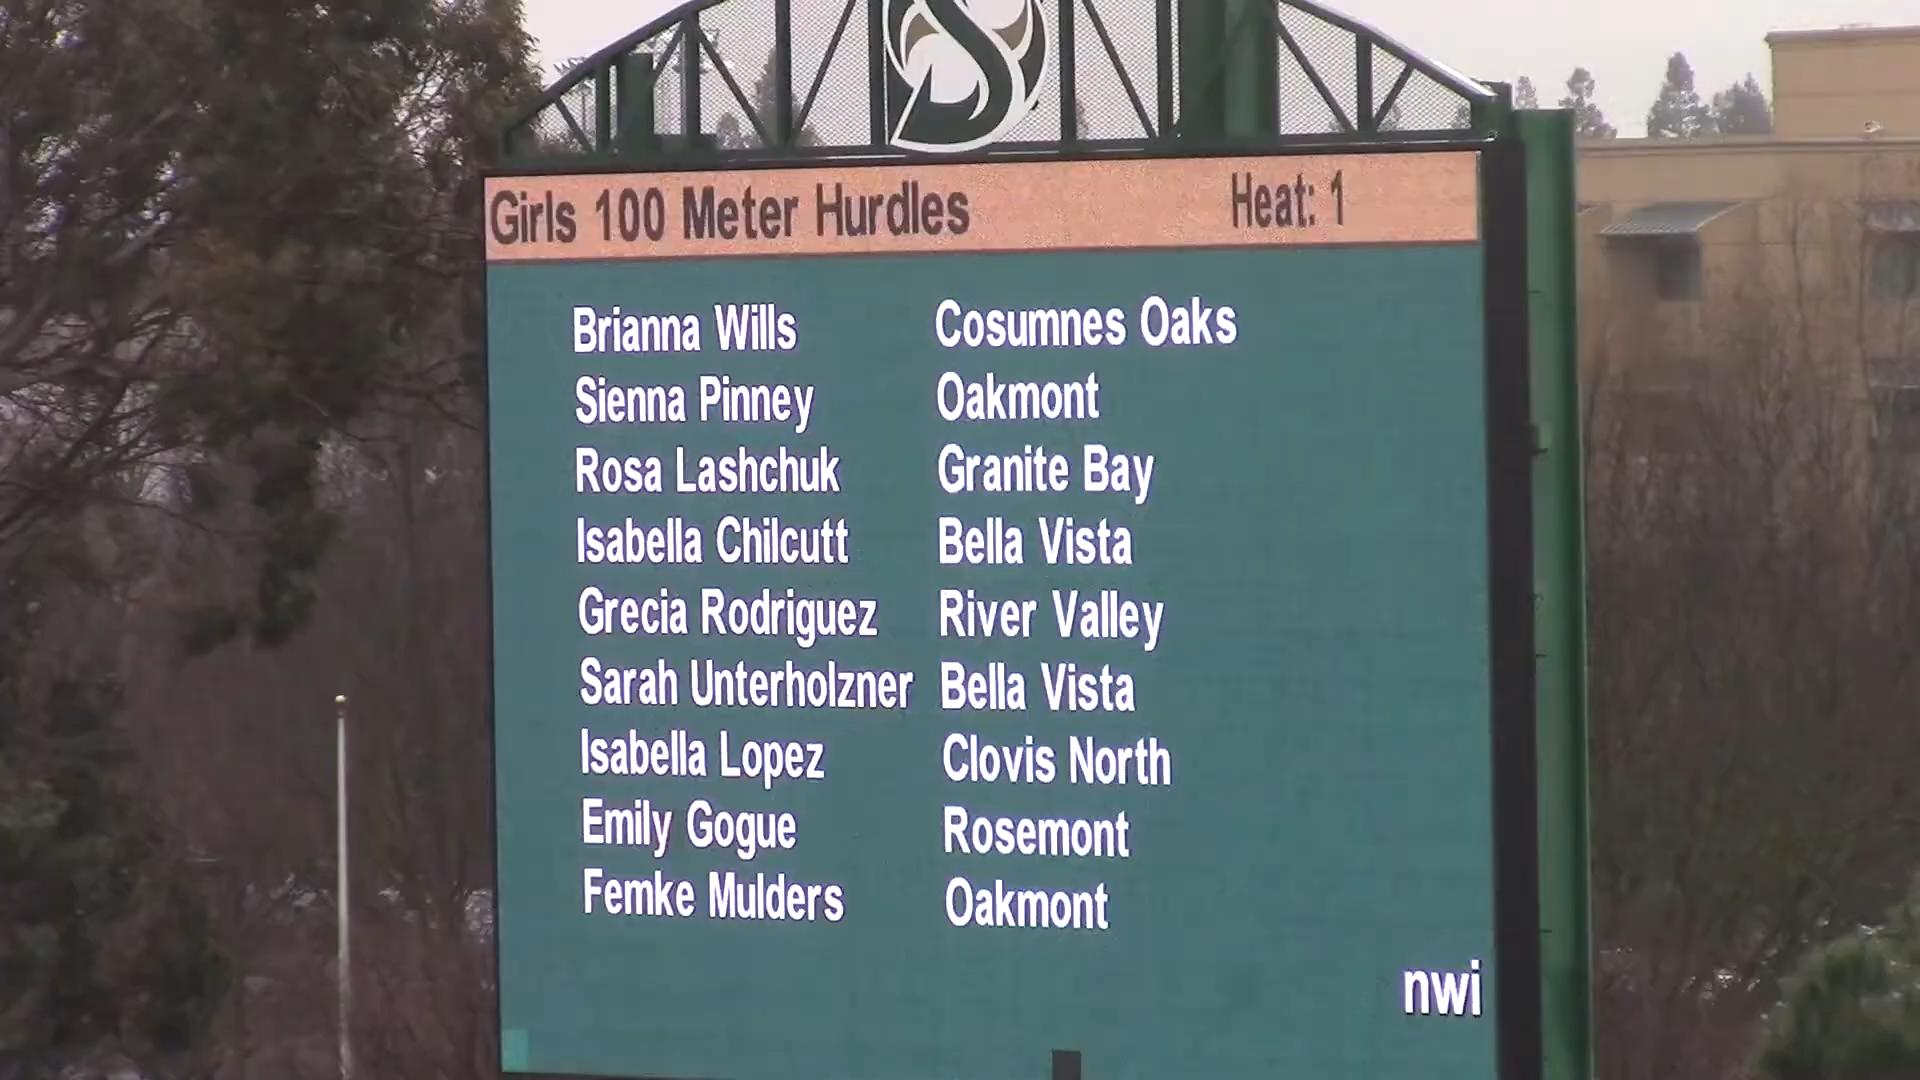 S
Girls 100 Meter Hurdles Heat: 1
Brianna Wills Cosumnes Oaks
Sienna Pinney Oakmont
Rosa Lashchuk Granite Bay
Isabella Chilcutt Bella Vista
Grecia Rodriguez River Valley
Sarah Unterholzner Bella Vista
Isabella Lopez Clovis North
Emily Gogue Rosemont
Femke Mulders Oakmont
nwi